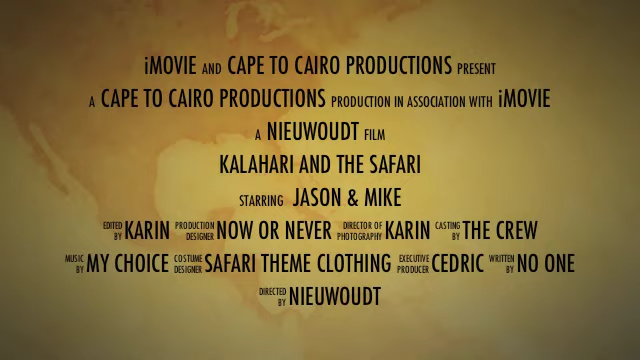 iMOVIE AND CAPE TO CAIRO PRODUCTIONS PRESENT
A CAPE TO CAIRO PRODUCTIONS PRODUCTION IN ASSOCIATION WITH iMOVIE
A NIEUWOUDT FILM
KALAHARI AND THE SAFARI
STARRING JASON & MIKE
EDITED BY KARIN PRODUCTION DESIGNER NOW OR NEVER DIRECTOR OF PHOTOGRAPHY KARIN CASTING BY THE CREW
MUSIC BY MY CHOICE COSTUME DESIGNER SAFARI THEME CLOTHING EXECUTIVE PRODUCER CEDRIC WRITTEN BY NO ONE
DIRECTED BY NIEUWOUDT